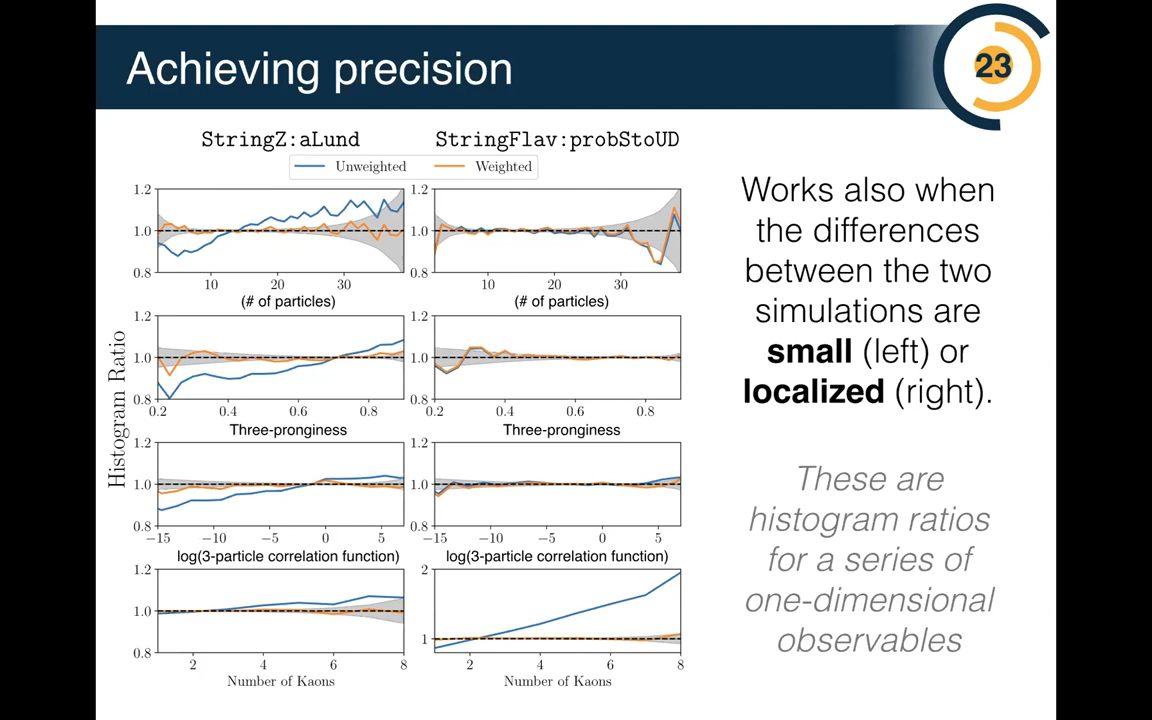 Achieving precision
23
StringZ:aLund
StringFlav:probStoUD
Unweighted
Weighted
Histogram Ratio
1.2
1.0
0.8
10
20
30
(# of particles)
1.2
1.0
0.8
10
20
30
(# of particles)
1.2
1.0
0.8
0.2
0.4
0.6
0.8
Three-pronginess
1.2
1.0
0.8
0.2
0.4
0.6
0.8
Three-pronginess
1.2
1.0
0.8
−15
−10
−5
0
5
log(3-particle correlation function)
1.2
1.0
0.8
−15
−10
−5
0
5
log(3-particle correlation function)
1.2
1.0
0.8
2
4
6
8
Number of Kaons
2
1
2
4
6
8
Number of Kaons
Works also when
the differences
between the two
simulations are
small (left) or
localized (right).
These are
histogram ratios
for a series of
one-dimensional
observables